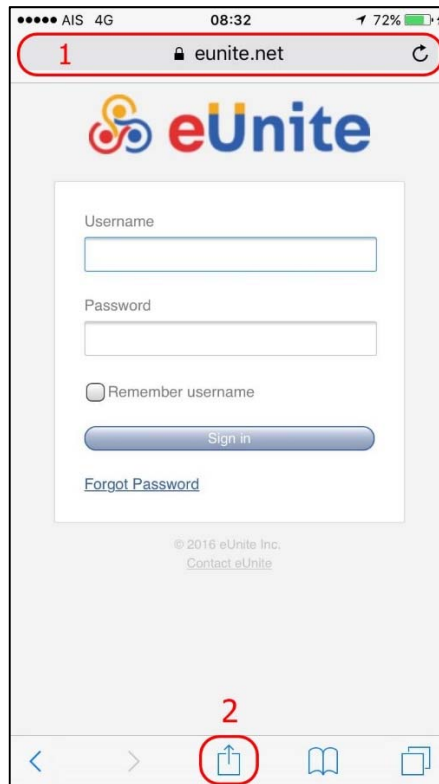 AIS 4G 08:32 72%
1 eunite.net
eUnite
Username
Password
Remember username
Sign in
Forgot Password
© 2016 eUnite Inc.
Contact eUnite
2